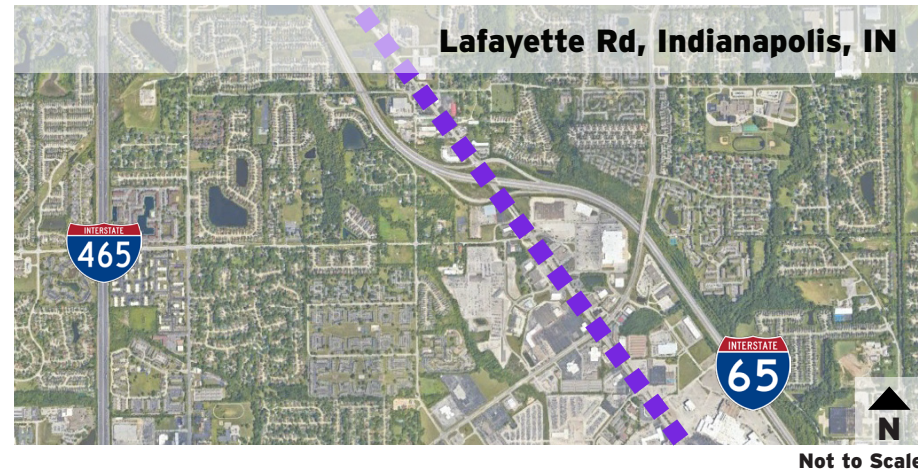 Lafayette Rd, Indianapolis, IN
INTERSTATE
465
INTERSTATE
65
N
Not to Scale